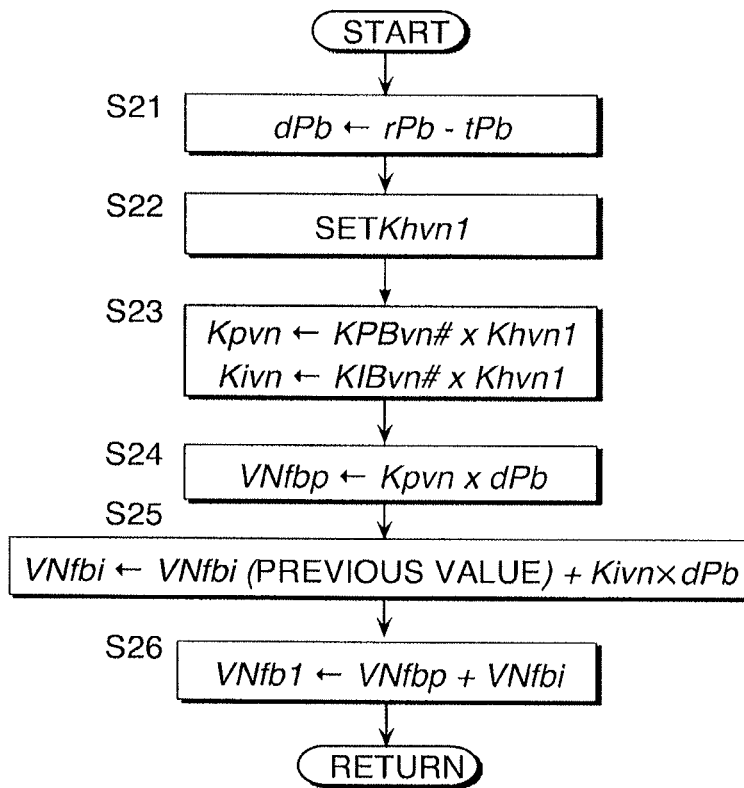 START
S21
dPb ← rPb - tPb
S22
SETKhvn1
S23
Kpvn ← KPBvn# x Khvn1
Kivn ← KIBvn# x Khvn1
S24
VNfbp ← Kpvn x dPb
S25
VNfbi ← VNfbi (PREVIOUS VALUE) + Kivn×dPb
S26
VNfb1 ← VNfbp + VNfbi
RETURN